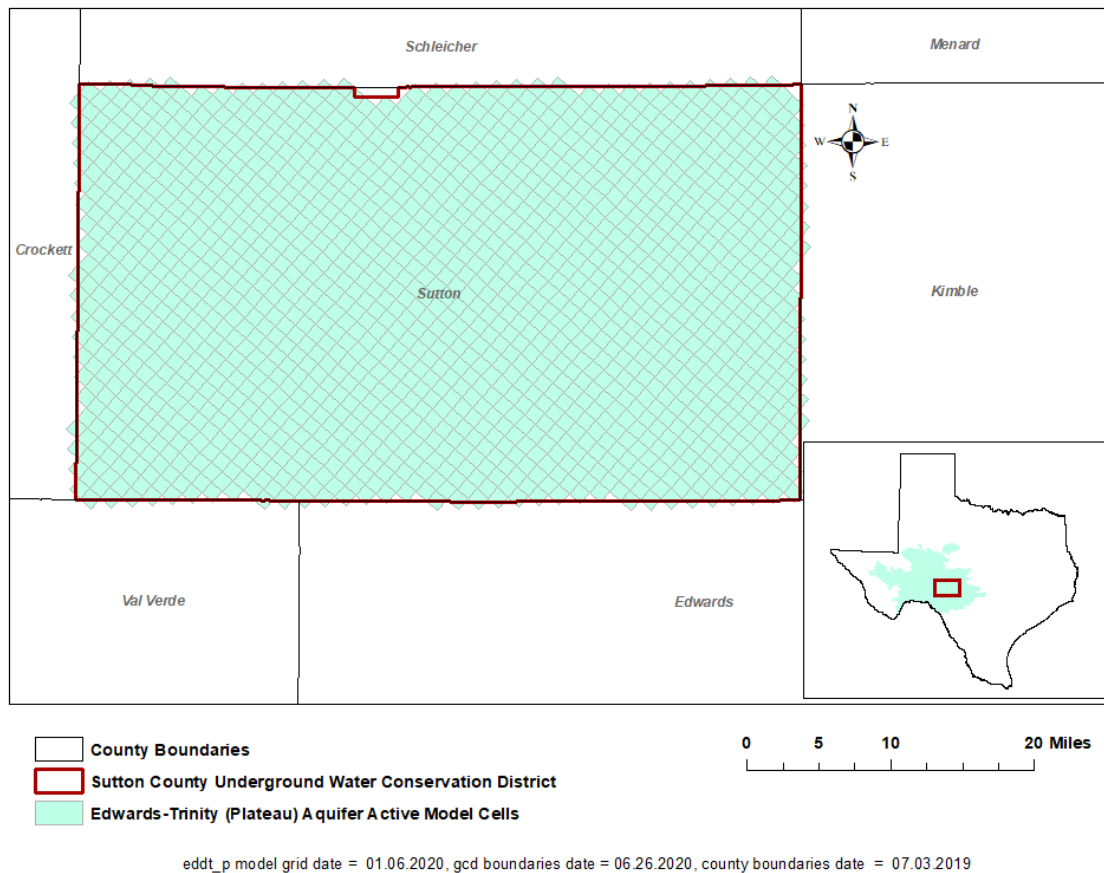 Schleicher
Menard
N
W E
S
Crockett
Sutton
Kimble
Val Verde
Edwards
County Boundaries
Sutton County Underground Water Conservation District
Edwards-Trinity (Plateau) Aquifer Active Model Cells
0 5 10 20 Miles
eddt_p model grid date = 01.06.2020, gcd boundaries date = 06.26.2020, county boundaries date = 07.03.2019